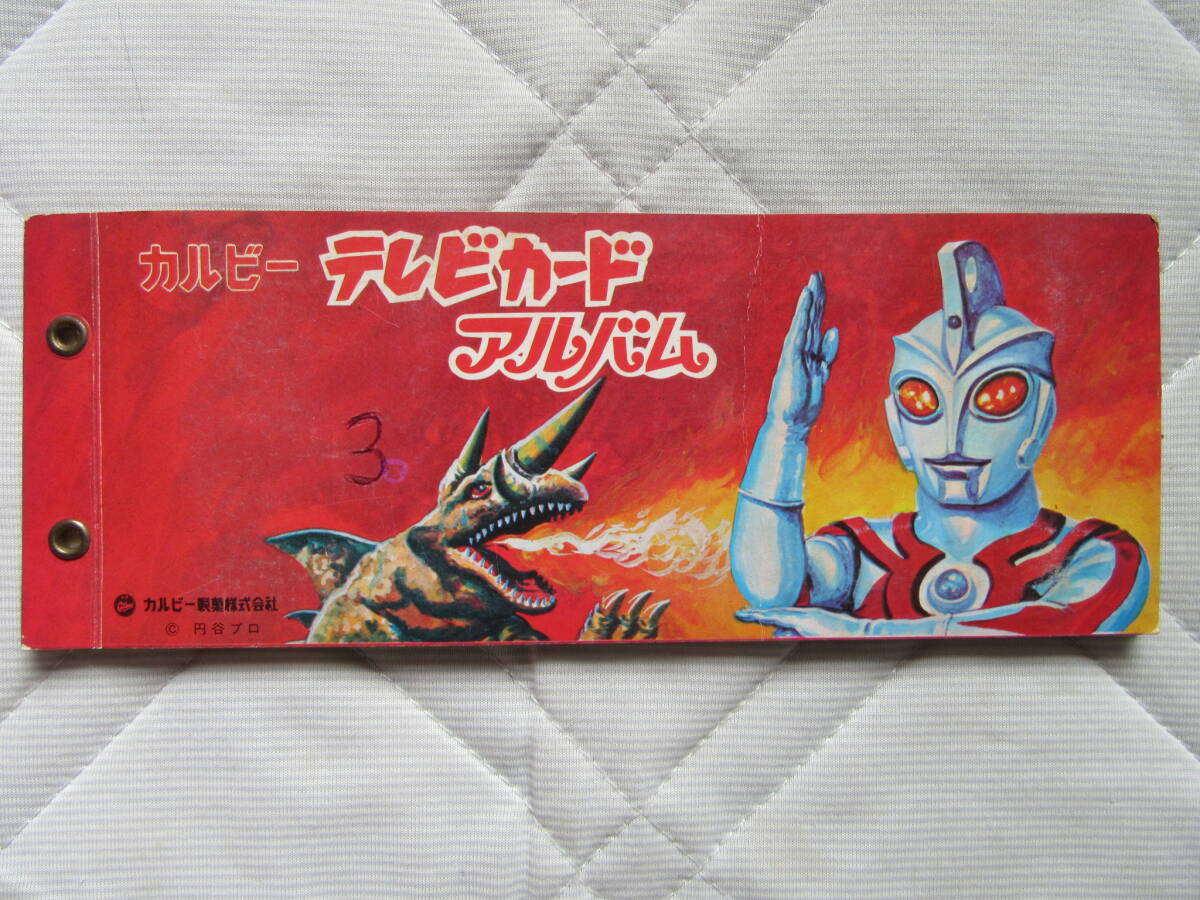 カルビー テレビカード
アルバム
3
カルビー製菓株式会社
© 円谷プロ